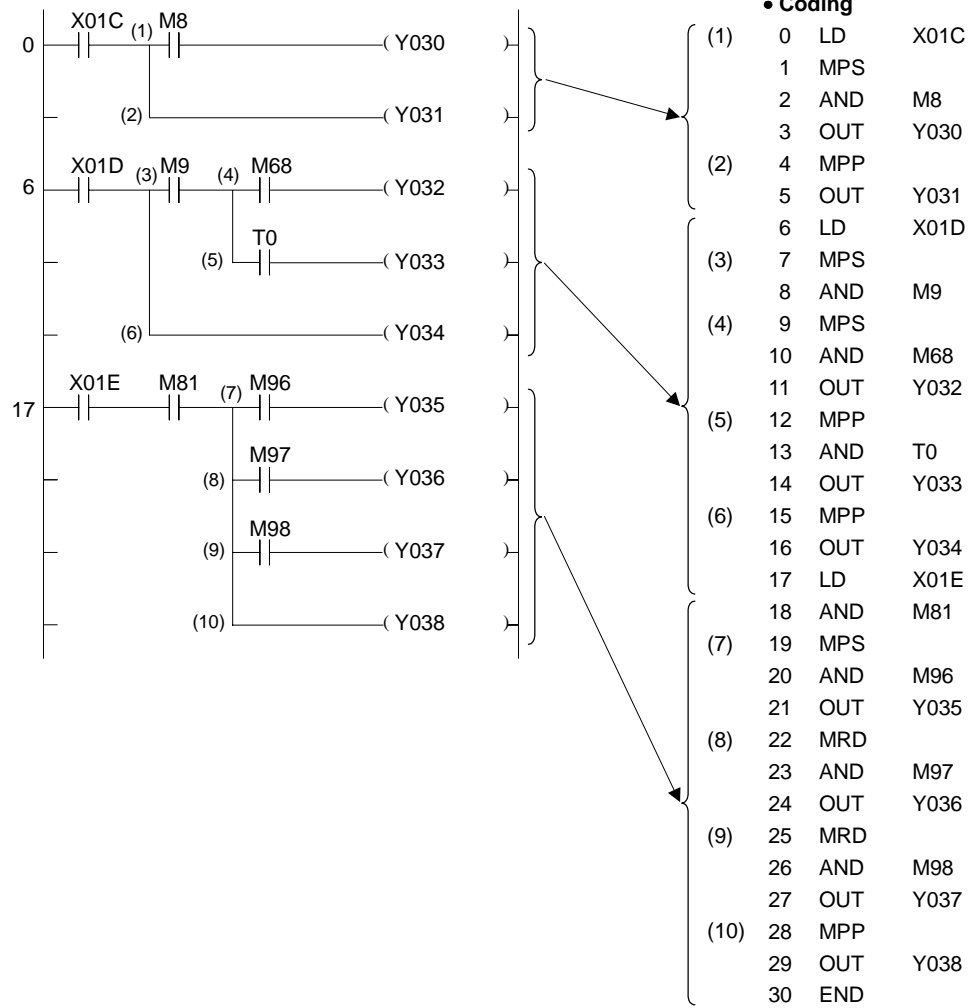 X01C (1) M8
0 ( Y030 )
(2) ( Y031 )
X01D (3) M9 (4) M68
6 ( Y032 )
T0
(5) ( Y033 )
(6) ( Y034 )
X01E M81 (7) M96
17 ( Y035 )
M97
(8) ( Y036 )
M98
(9) ( Y037 )
(10) ( Y038 )
• Coding
(1) 0 LD X01C
1 MPS
2 AND M8
3 OUT Y030
(2) 4 MPP
5 OUT Y031
6 LD X01D
(3) 7 MPS
8 AND M9
(4) 9 MPS
10 AND M68
11 OUT Y032
(5) 12 MPP
13 AND T0
14 OUT Y033
(6) 15 MPP
16 OUT Y034
17 LD X01E
18 AND M81
(7) 19 MPS
20 AND M96
21 OUT Y035
(8) 22 MRD
23 AND M97
24 OUT Y036
(9) 25 MRD
26 AND M98
27 OUT Y037
(10) 28 MPP
29 OUT Y038
30 END